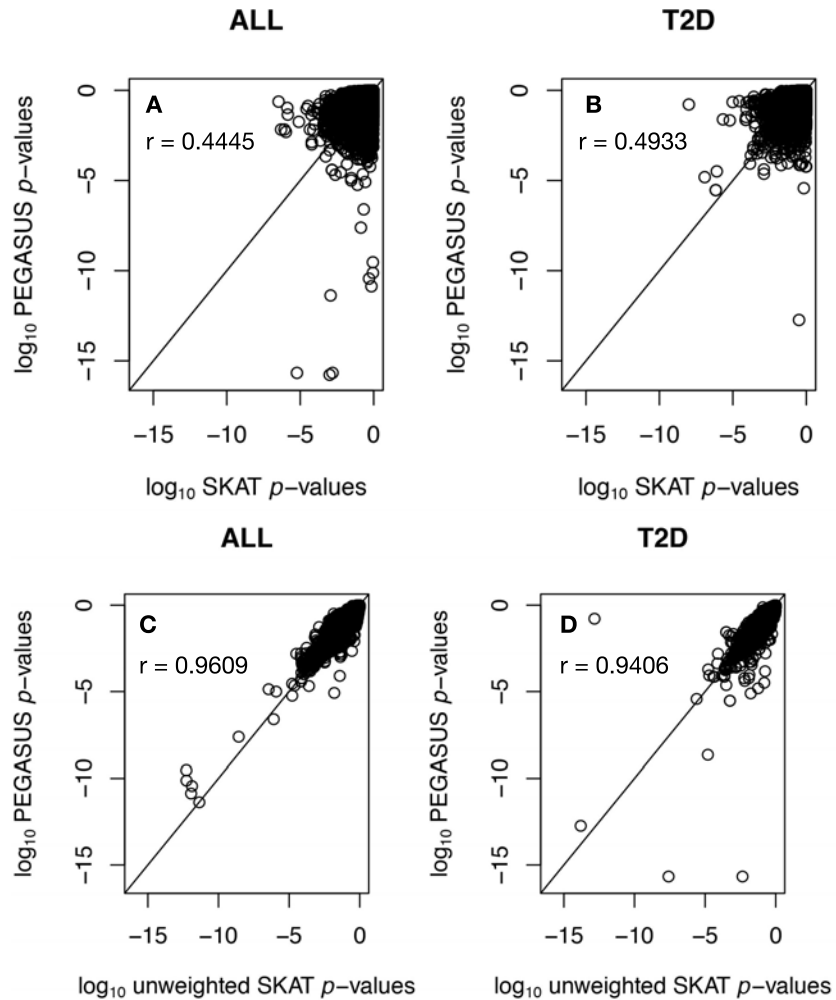 ALL
T2D
A
r = 0.4445
B
r = 0.4933
0
−5
−10
−15
log10 PEGASUS p−values
0
−5
−10
−15
log10 PEGASUS p−values
−15 −10 −5 0
−15 −10 −5 0
log10 SKAT p−values
log10 SKAT p−values
ALL
T2D
C
r = 0.9609
D
r = 0.9406
0
−5
−10
−15
log10 PEGASUS p−values
0
−5
−10
−15
log10 PEGASUS p−values
−15 −10 −5 0
−15 −10 −5 0
log10 unweighted SKAT p−values
log10 unweighted SKAT p−values